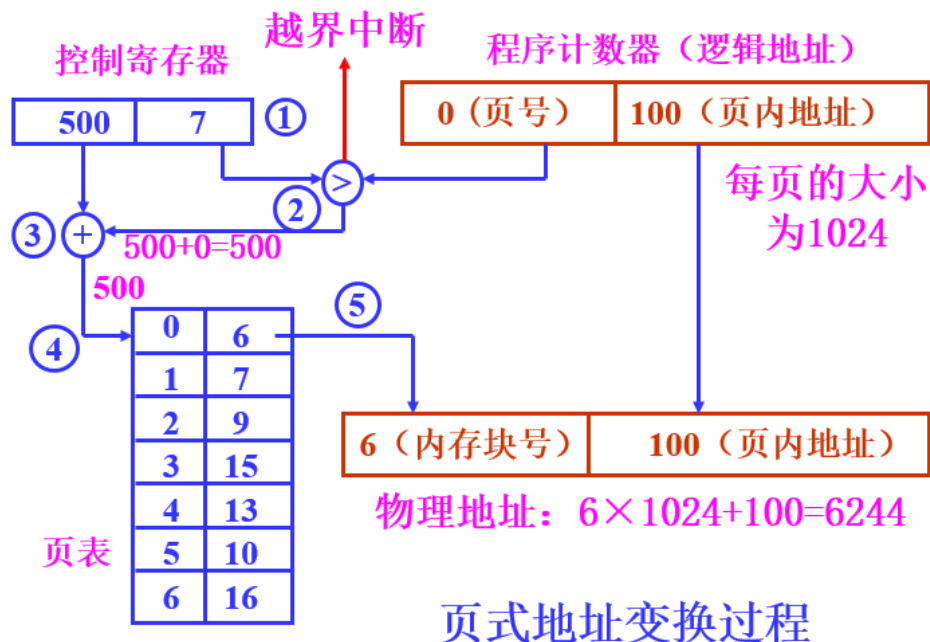 越界中断
控制寄存器
程序计数器（逻辑地址）
500 7
①
0（页号） 100（页内地址）
>
②
每页的大小
为1024
③
+
500+0=500
500
④
⑤
0 6
1 7
2 9
3 15
4 13
5 10
6 16
页表
6（内存块号） 100（页内地址）
物理地址：6×1024+100=6244
页式地址变换过程